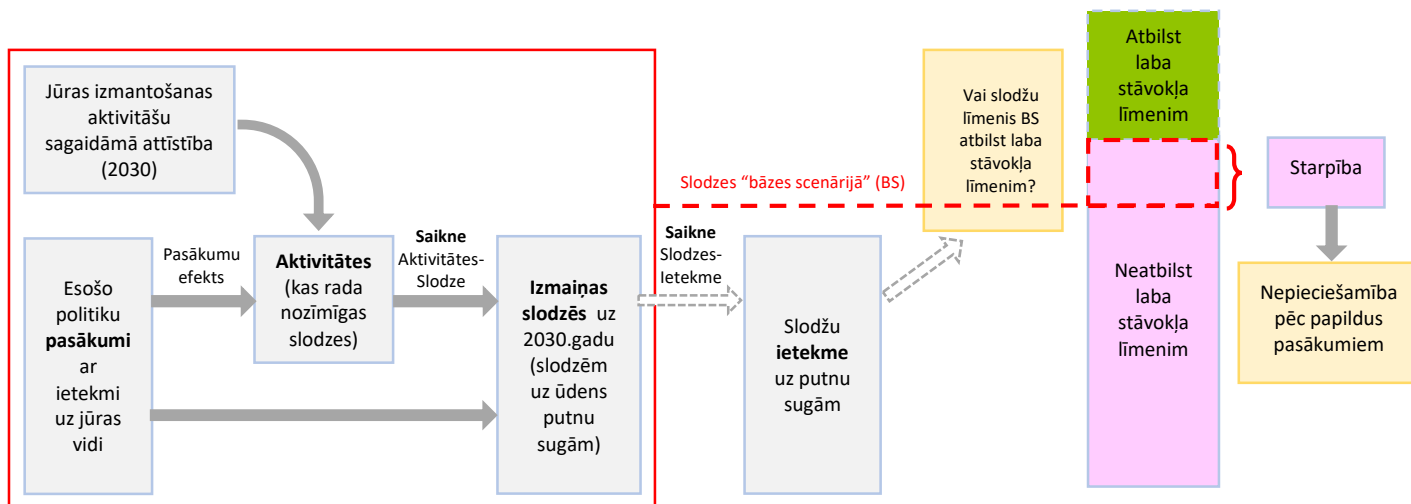 Jūras izmantošanas
aktivitāšu
sagaidāmā attīstība
(2030)
Esošo
politiku
pasākumi
ar
ietekmi
uz jūras
vidi
Pasākumu
efekts
Aktivitātes
(kas rada
nozīmīgas
slodzes)
Saikne
Aktivitātes-
Slodze
Izmaiņas
slodzēs uz
2030.gadu
(slodzēm
uz ūdens
putnu
sugām)
Saikne
Slodzes-
Ietekme
Slodžu
ietekme
uz putnu
sugām
Slodzes “bāzes scenārijā” (BS)
Vai slodžu
līmenis BS
atbilst laba
stāvokļa
līmenim?
Atbilst
laba
stāvokļa
līmenim
Neatbilst
laba
stāvokļa
līmenim
Starpība
Nepieciešamība
pēc papildus
pasākumiem